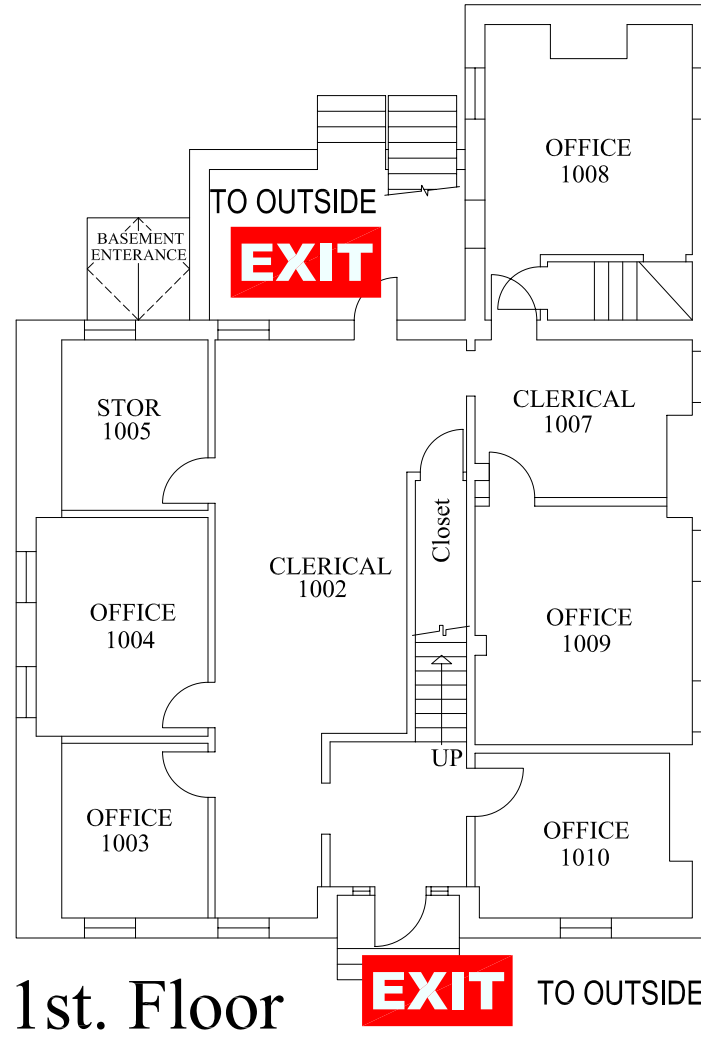 OFFICE
1008
TO OUTSIDE
EXIT
BASEMENT
ENTERANCE
STOR
1005
CLERICAL
1007
Closet
CLERICAL
1002
OFFICE
1004
OFFICE
1009
UP
OFFICE
1003
OFFICE
1010
1st. Floor
EXIT
TO OUTSIDE